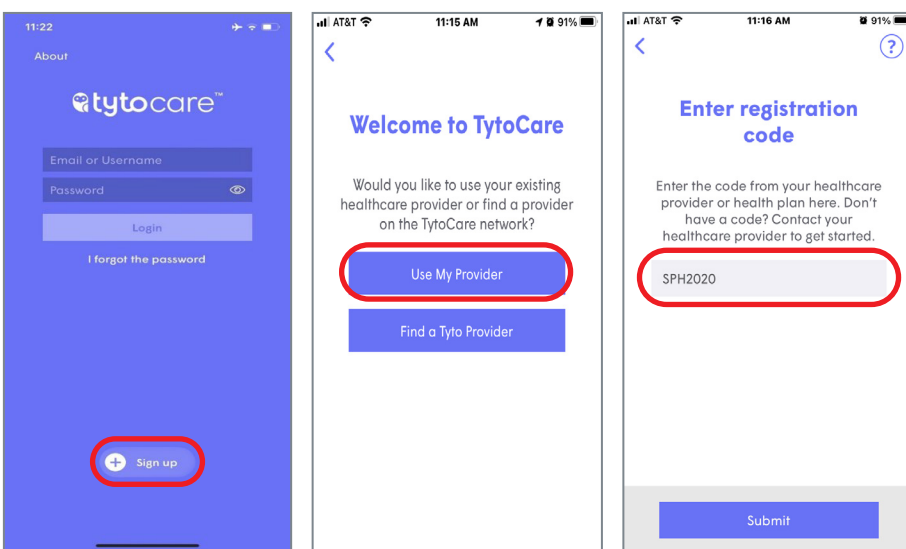 11:22
About
tytocare™
Email or Username
Password
Login
I forgot the password
Sign up
AT&T 11:15 AM 91%
Welcome to TytoCare
Would you like to use your existing
healthcare provider or find a provider
on the TytoCare network?
Use My Provider
Find a Tyto Provider
AT&T 11:16 AM 91%
?
Enter registration
code
Enter the code from your healthcare
provider or health plan here. Don't
have a code? Contact your
healthcare provider to get started.
SPH2020
Submit